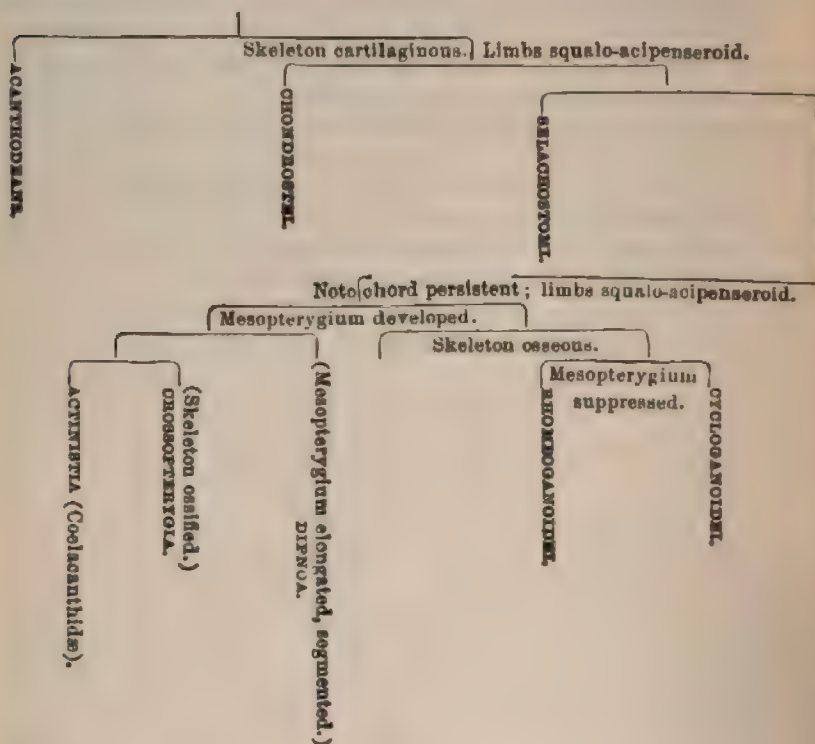 Skeleton cartilaginous. Limbs squalo-acipenseroid.
ACANTHODEANS.
CHONDROSTEI.
SELACHOSTOMI.
Notochord persistent; limbs squalo-acipenseroid.
Mesopterygium developed.
Skeleton osseous.
Mesopterygium
suppressed.
ACTINISTIA (Coelacanthidæ).
(Skeleton ossified.)
CROSSOPTERYGIA.
(Mesopterygium elongated, segmented.)
DIPNOA.
RHOMBOGANOIDEI.
CYCLOGANOIDEI.